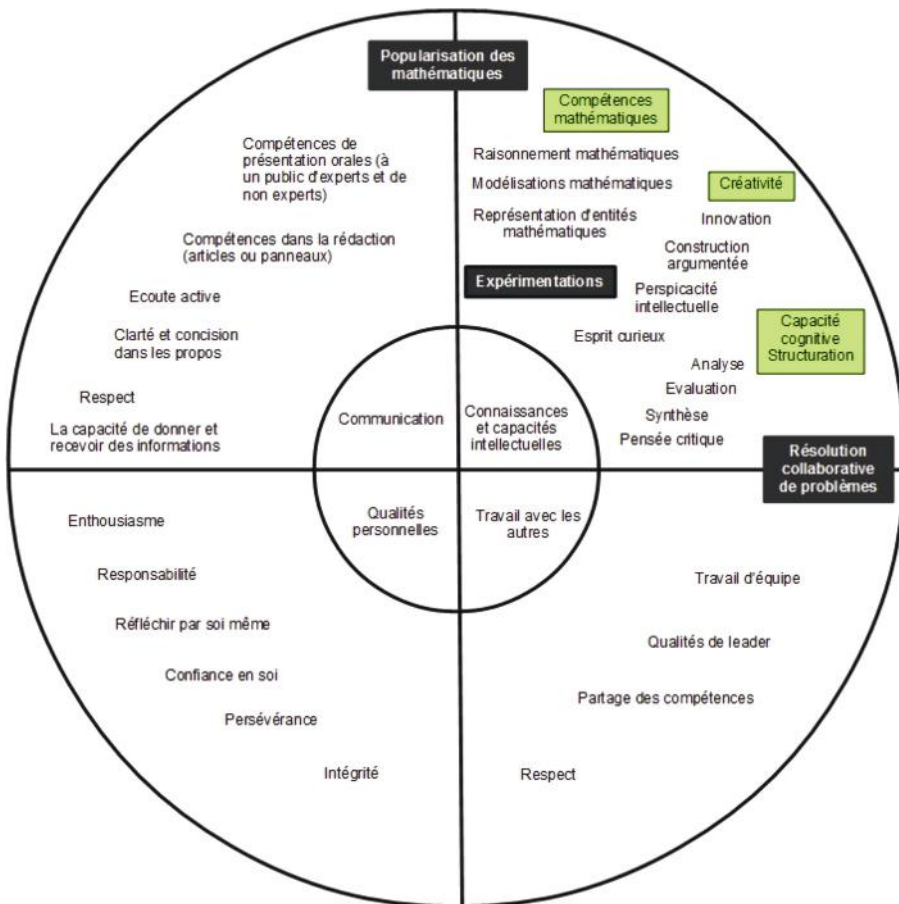 Popularisation des
mathématiques
Compétences
mathématiques
Compétences de
présentation orales (à
un public d'experts et de
non experts)
Raisonnement mathématiques
Modélisations mathématiques
Créativité
Représentation d'entités
mathématiques
Innovation
Compétences dans la rédaction
(articles ou panneaux)
Construction
argumentée
Expérimentations
Perspicacité
intellectuelle
Ecoute active
Esprit curieux
Capacité
cognitive
Structuration
Clarté et concision
dans les propos
Analyse
Evaluation
Respect
Synthèse
La capacité de donner et
recevoir des informations
Pensée critique
Communication
Connaissances
et capacités
intellectuelles
Résolution
collaborative
de problèmes
Qualités
personnelles
Travail avec les
autres
Enthousiasme
Responsabilité
Réfléchir par soi même
Confiance en soi
Persévérance
Intégrité
Travail d'équipe
Qualités de leader
Partage des compétences
Respect